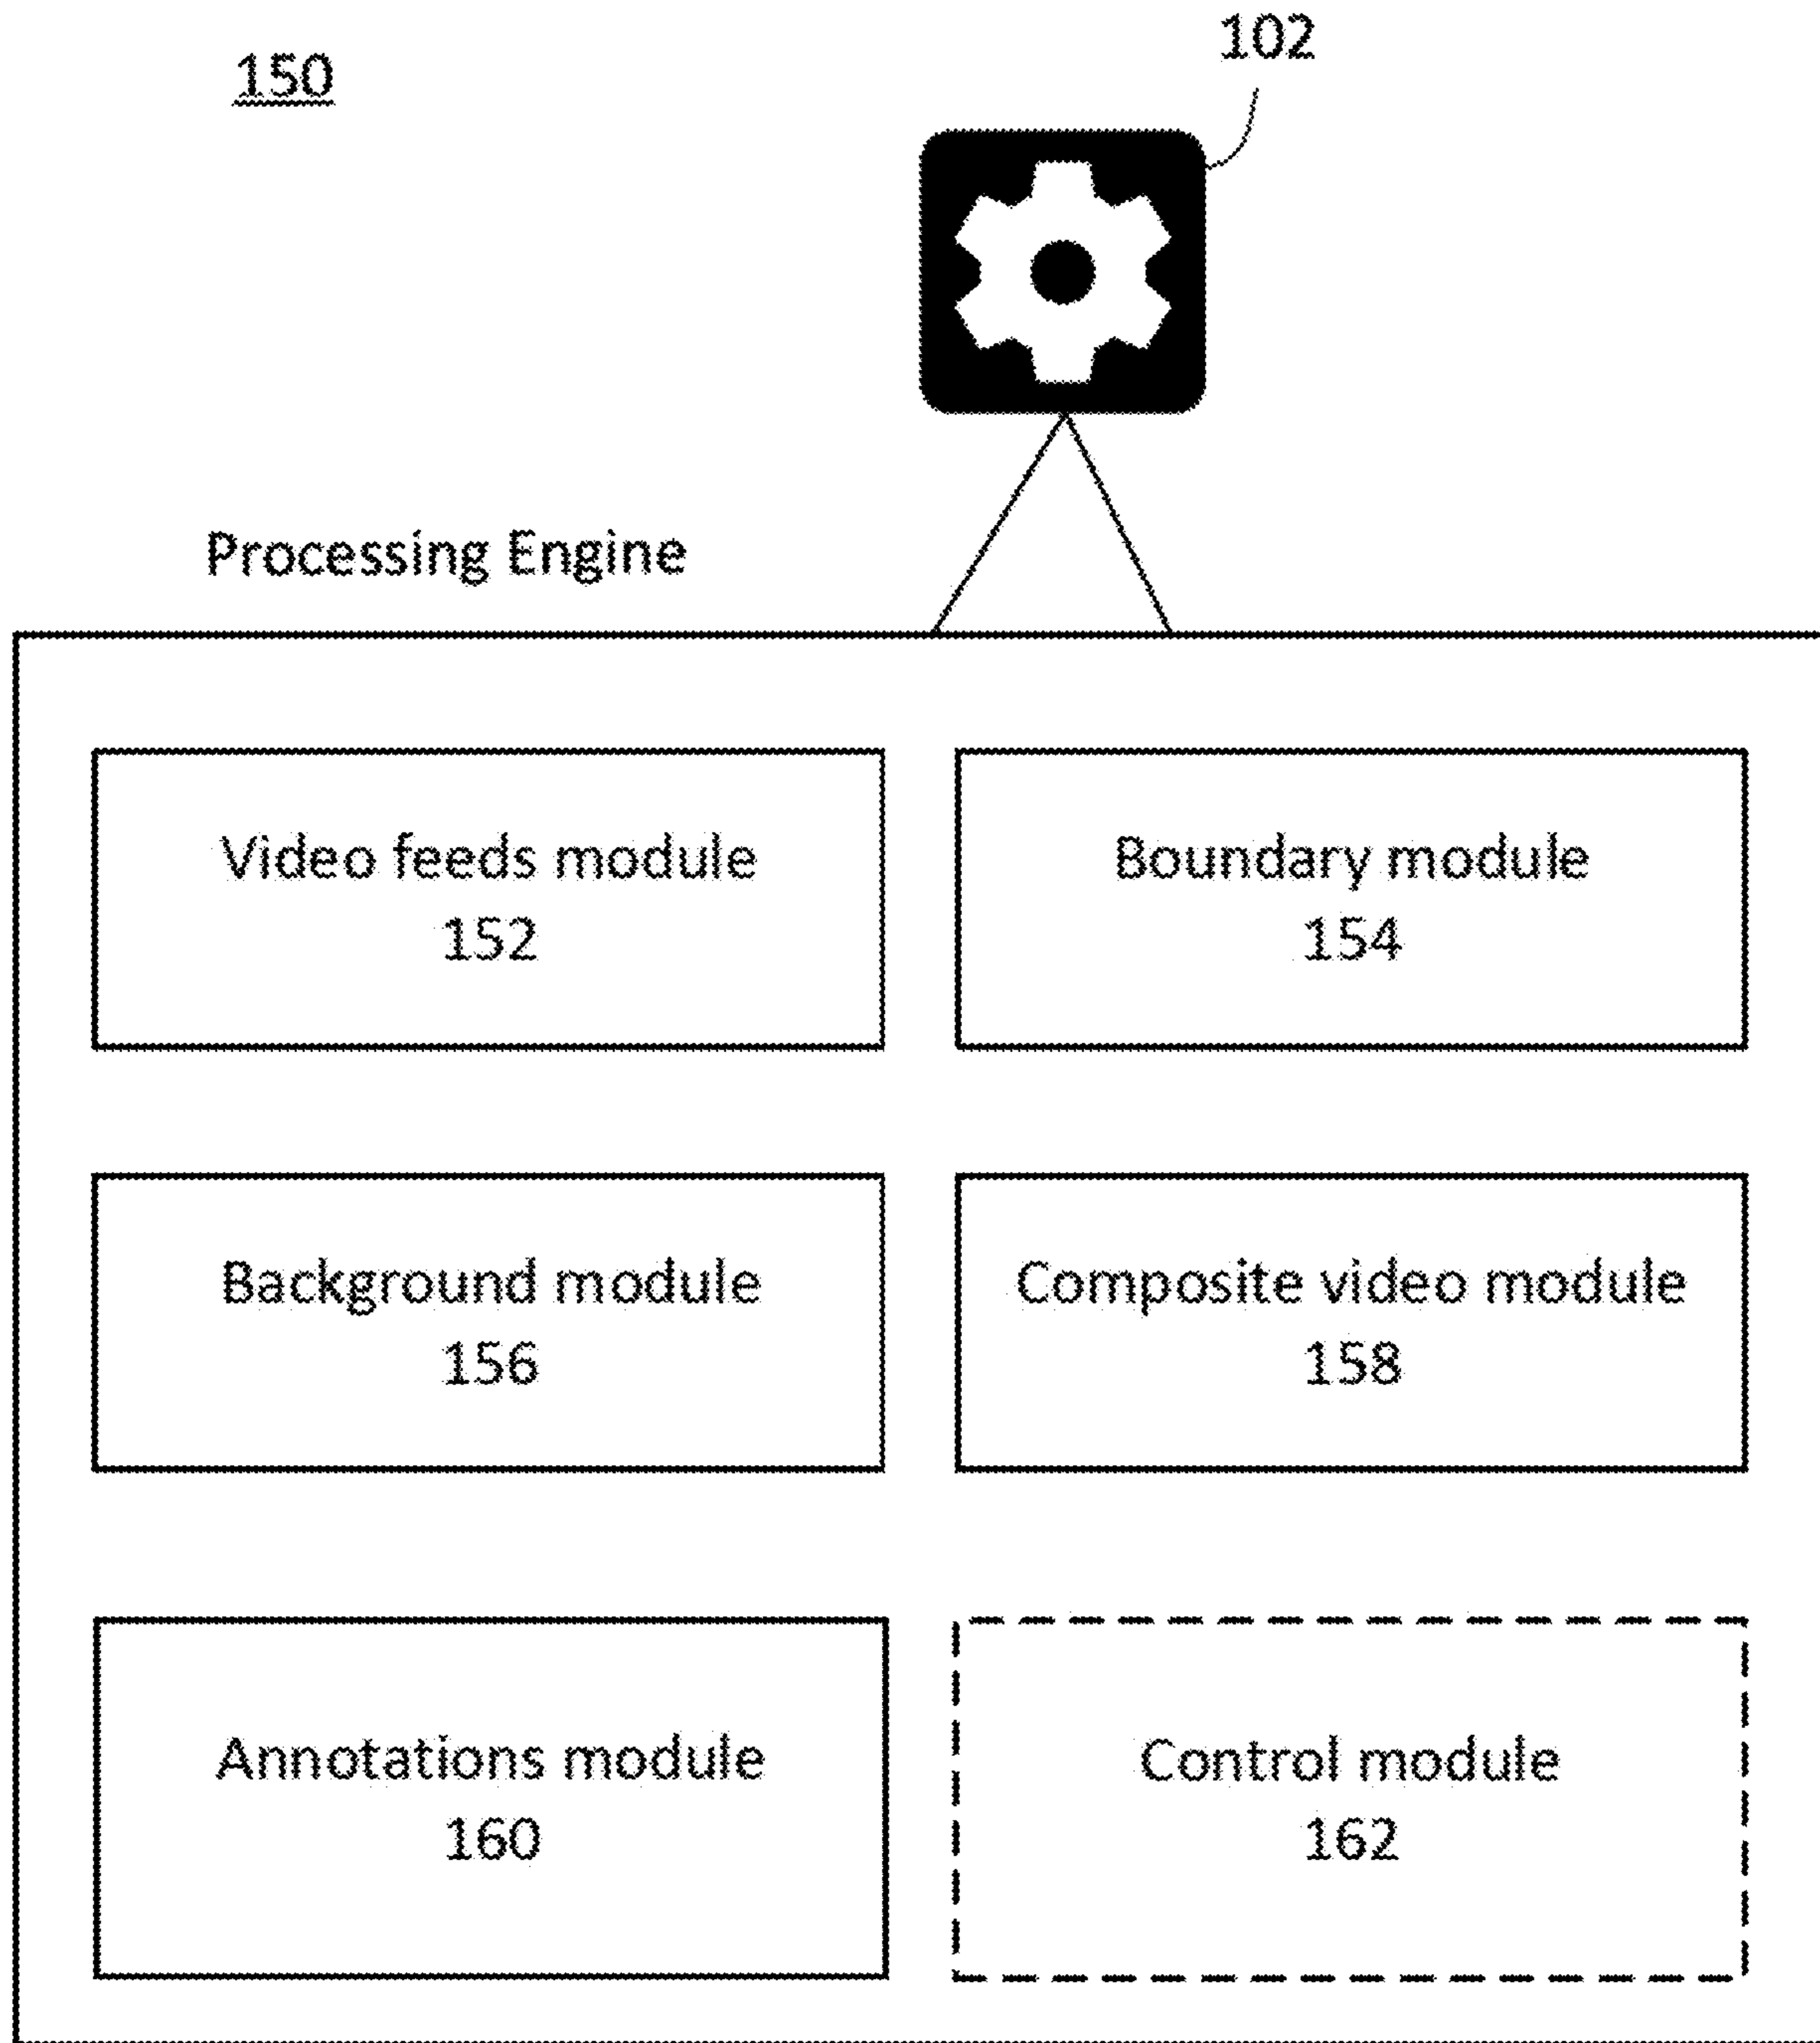 150
102
Processing Engine
Video feeds module
152
Boundary module
154
Background module
156
Composite video module
158
Annotations module
160
Control module
162